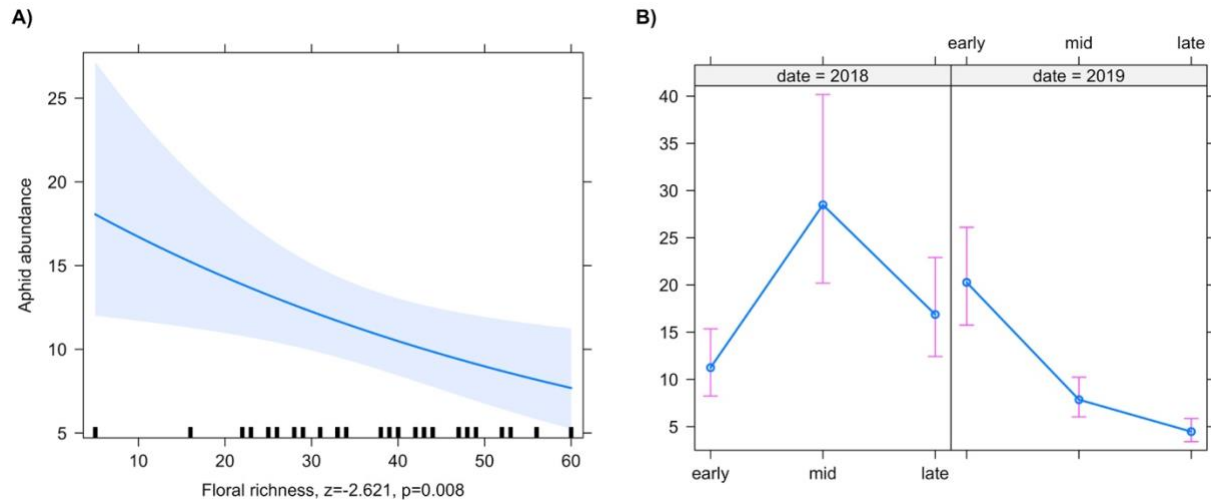 A)
Aphid abundance
25
20
15
10
5
10 20 30 40 50 60
Floral richness, z=-2.621, p=0.008
B)
early mid late
date = 2018 date = 2019
40
35
30
25
20
15
10
5
early mid late